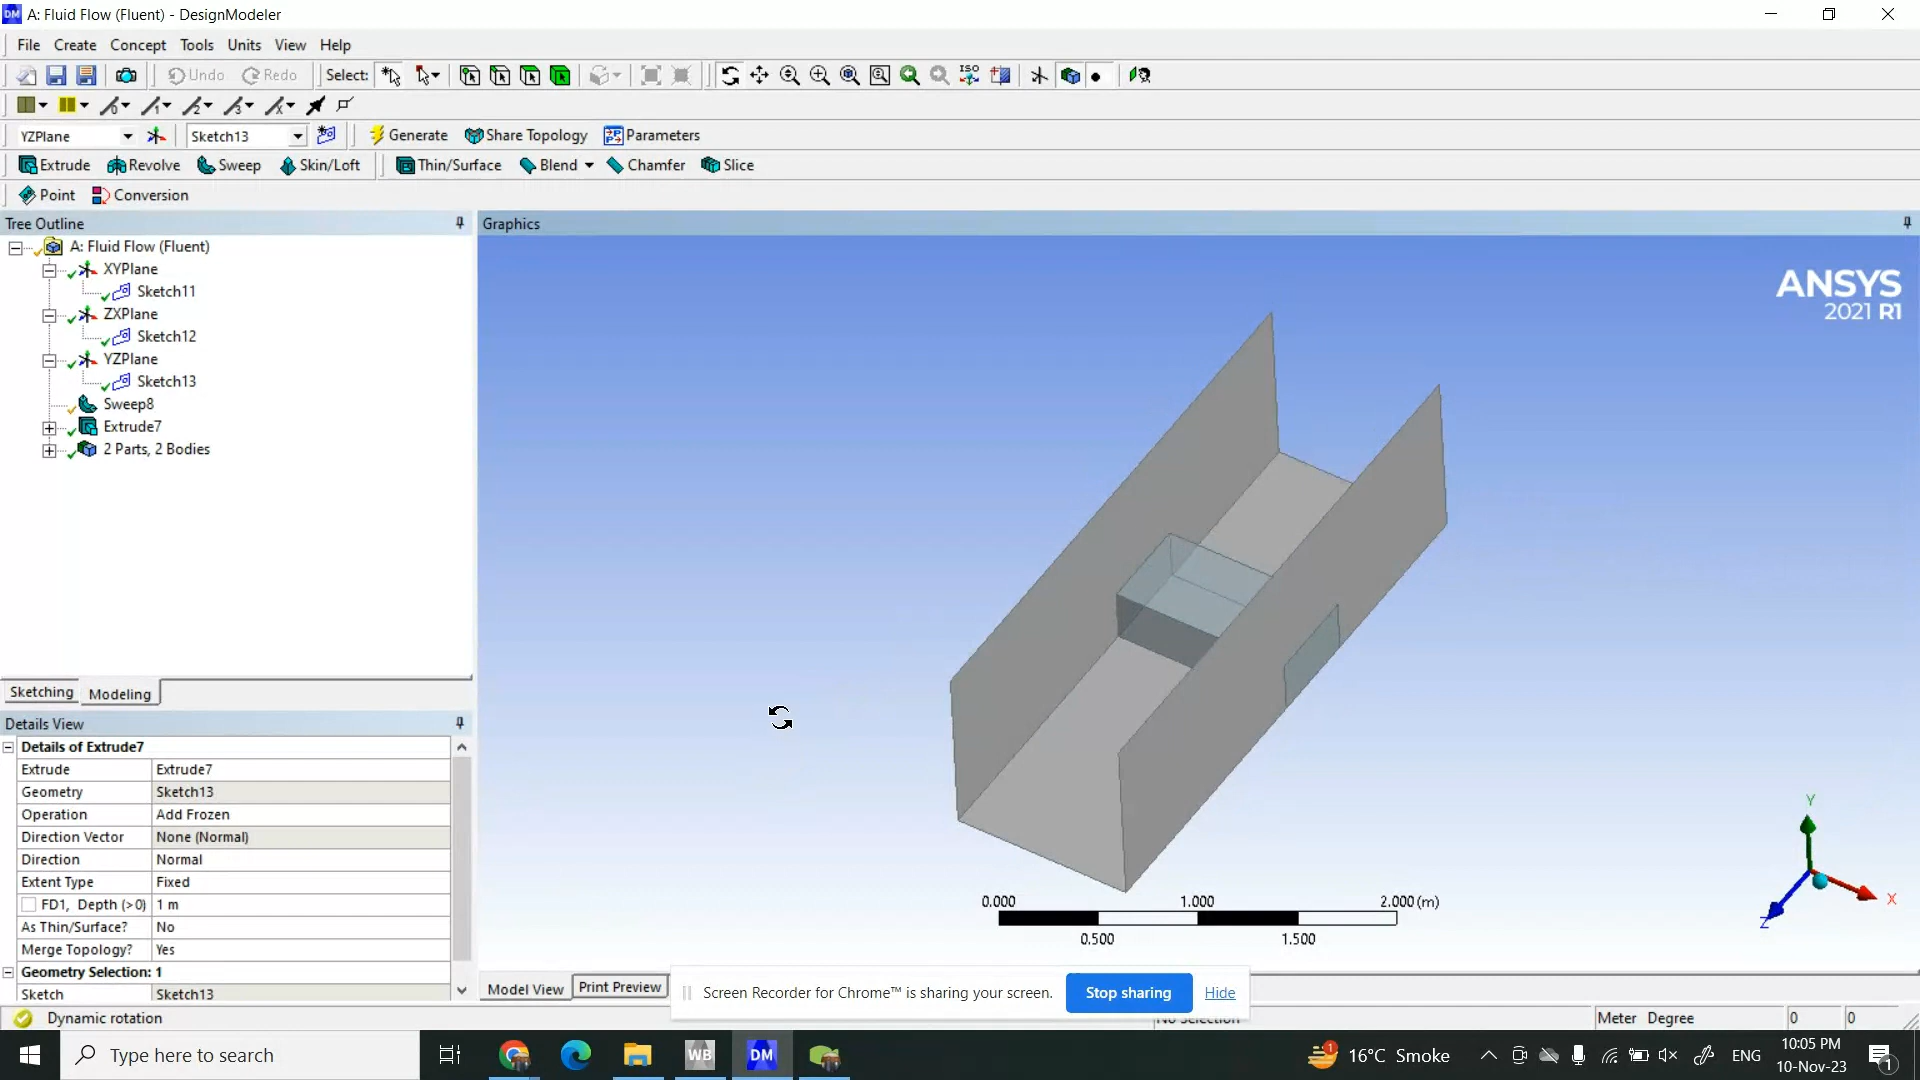 A: Fluid Flow (Fluent) - DesignModeler
File Create Concept Tools Units View Help
Undo Redo Select: ISO
YZPlane Sketch13 Generate Share Topology Parameters
Extrude Revolve Sweep Skin/Loft Thin/Surface Blend Chamfer Slice
Point Conversion
Tree Outline
Graphics
A: Fluid Flow (Fluent)
XYPlane
Sketch11
ZXPlane
Sketch12
YZPlane
Sketch13
Sweep8
Extrude7
2 Parts, 2 Bodies
ANSYS
2021 R1
Sketching Modeling
Details View
Details of Extrude7
Extrude Extrude7
Geometry Sketch13
Operation Add Frozen
Direction Vector None (Normal)
Direction Normal
Extent Type Fixed
FD1, Depth (>0) 1 m
As Thin/Surface? No
Merge Topology? Yes
Geometry Selection: 1
Sketch Sketch13
0.000 1.000 2.000 (m)
0.500 1.500
Y
X
Z
Model View Print Preview
Screen Recorder for Chrome™ is sharing your screen. Stop sharing Hide
Dynamic rotation
No Selection
Meter Degree 0 0
Type here to search
WB DM
1
16°C Smoke
ENG
10:05 PM
10-Nov-23
1